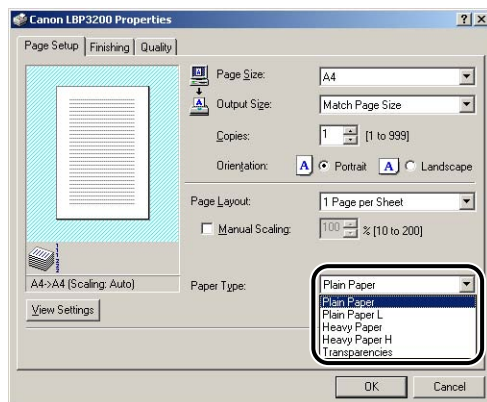 Canon LBP3200 Properties
Page Setup Finishing Quality
Page Size: A4
Output Size: Match Page Size
Copies: 1 [1 to 999]
Orientation: A Portrait A Landscape
Page Layout: 1 Page per Sheet
Manual Scaling: 100 % [10 to 200]
A4->A4 (Scaling: Auto)
Paper Type: Plain Paper
Plain Paper
Plain Paper L
Heavy Paper
Heavy Paper H
Transparencies
View Settings
OK Cancel